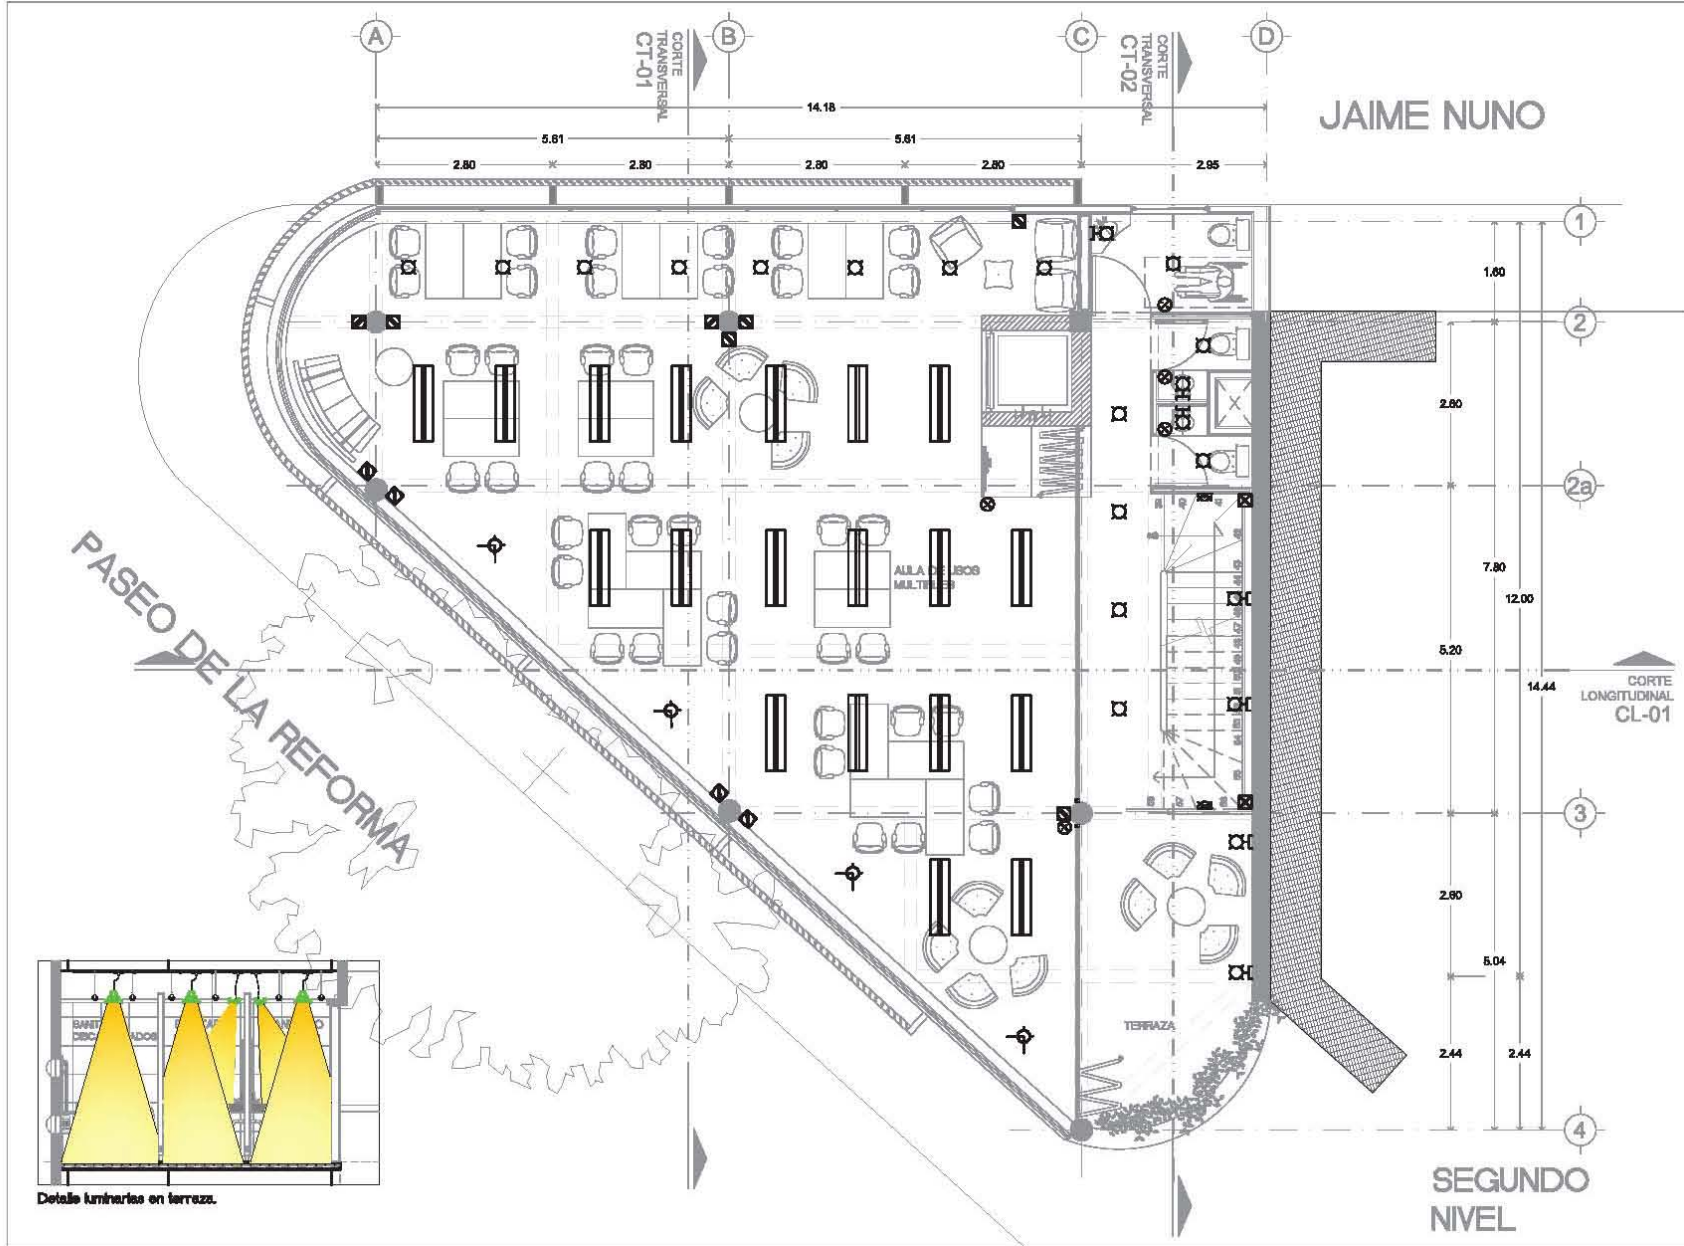 A
B
C
D
CORTE
TRANSVERSAL
CT-01
CORTE
TRANSVERSAL
CT-02
14.18
JAIME NUNO
5.61
5.61
2.80
2.80
2.80
2.80
2.95
1
1.60
2
2.60
2a
AULA DE USOS
MULTIPLES
7.80
12.00
5.20
14.44
PASEO DE LA REFORMA
CORTE
LONGITUDINAL
CL-01
3
2.60
5.04
TERRAZA
2.44
2.44
4
Detalle luminarias en terraza.
SEGUNDO
NIVEL